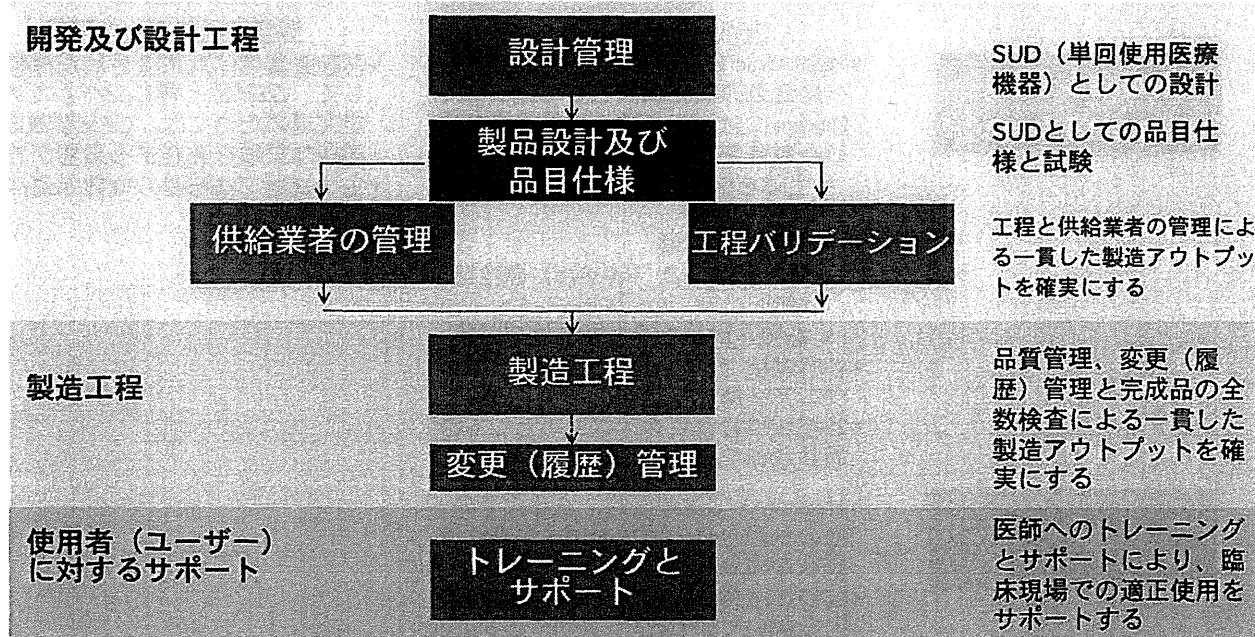 開発及び設計工程
設計管理
SUD（単回使用医療
機器）としての設計
製品設計及び
品目仕様
SUDとしての品目仕
様と試験
供給業者の管理
工程バリデーション
工程と供給業者の管理によ
る一貫した製造アウトプッ
トを確実にする
製造工程
製造工程
変更（履歴）管理
品質管理、変更（履
歴）管理と完成品の全
数検査による一貫した
製造アウトプットを確
実にする
使用者（ユーザー）
に対するサポート
トレーニングと
サポート
医師へのトレーニング
とサポートにより、臨
床現場での適正使用を
サポートする